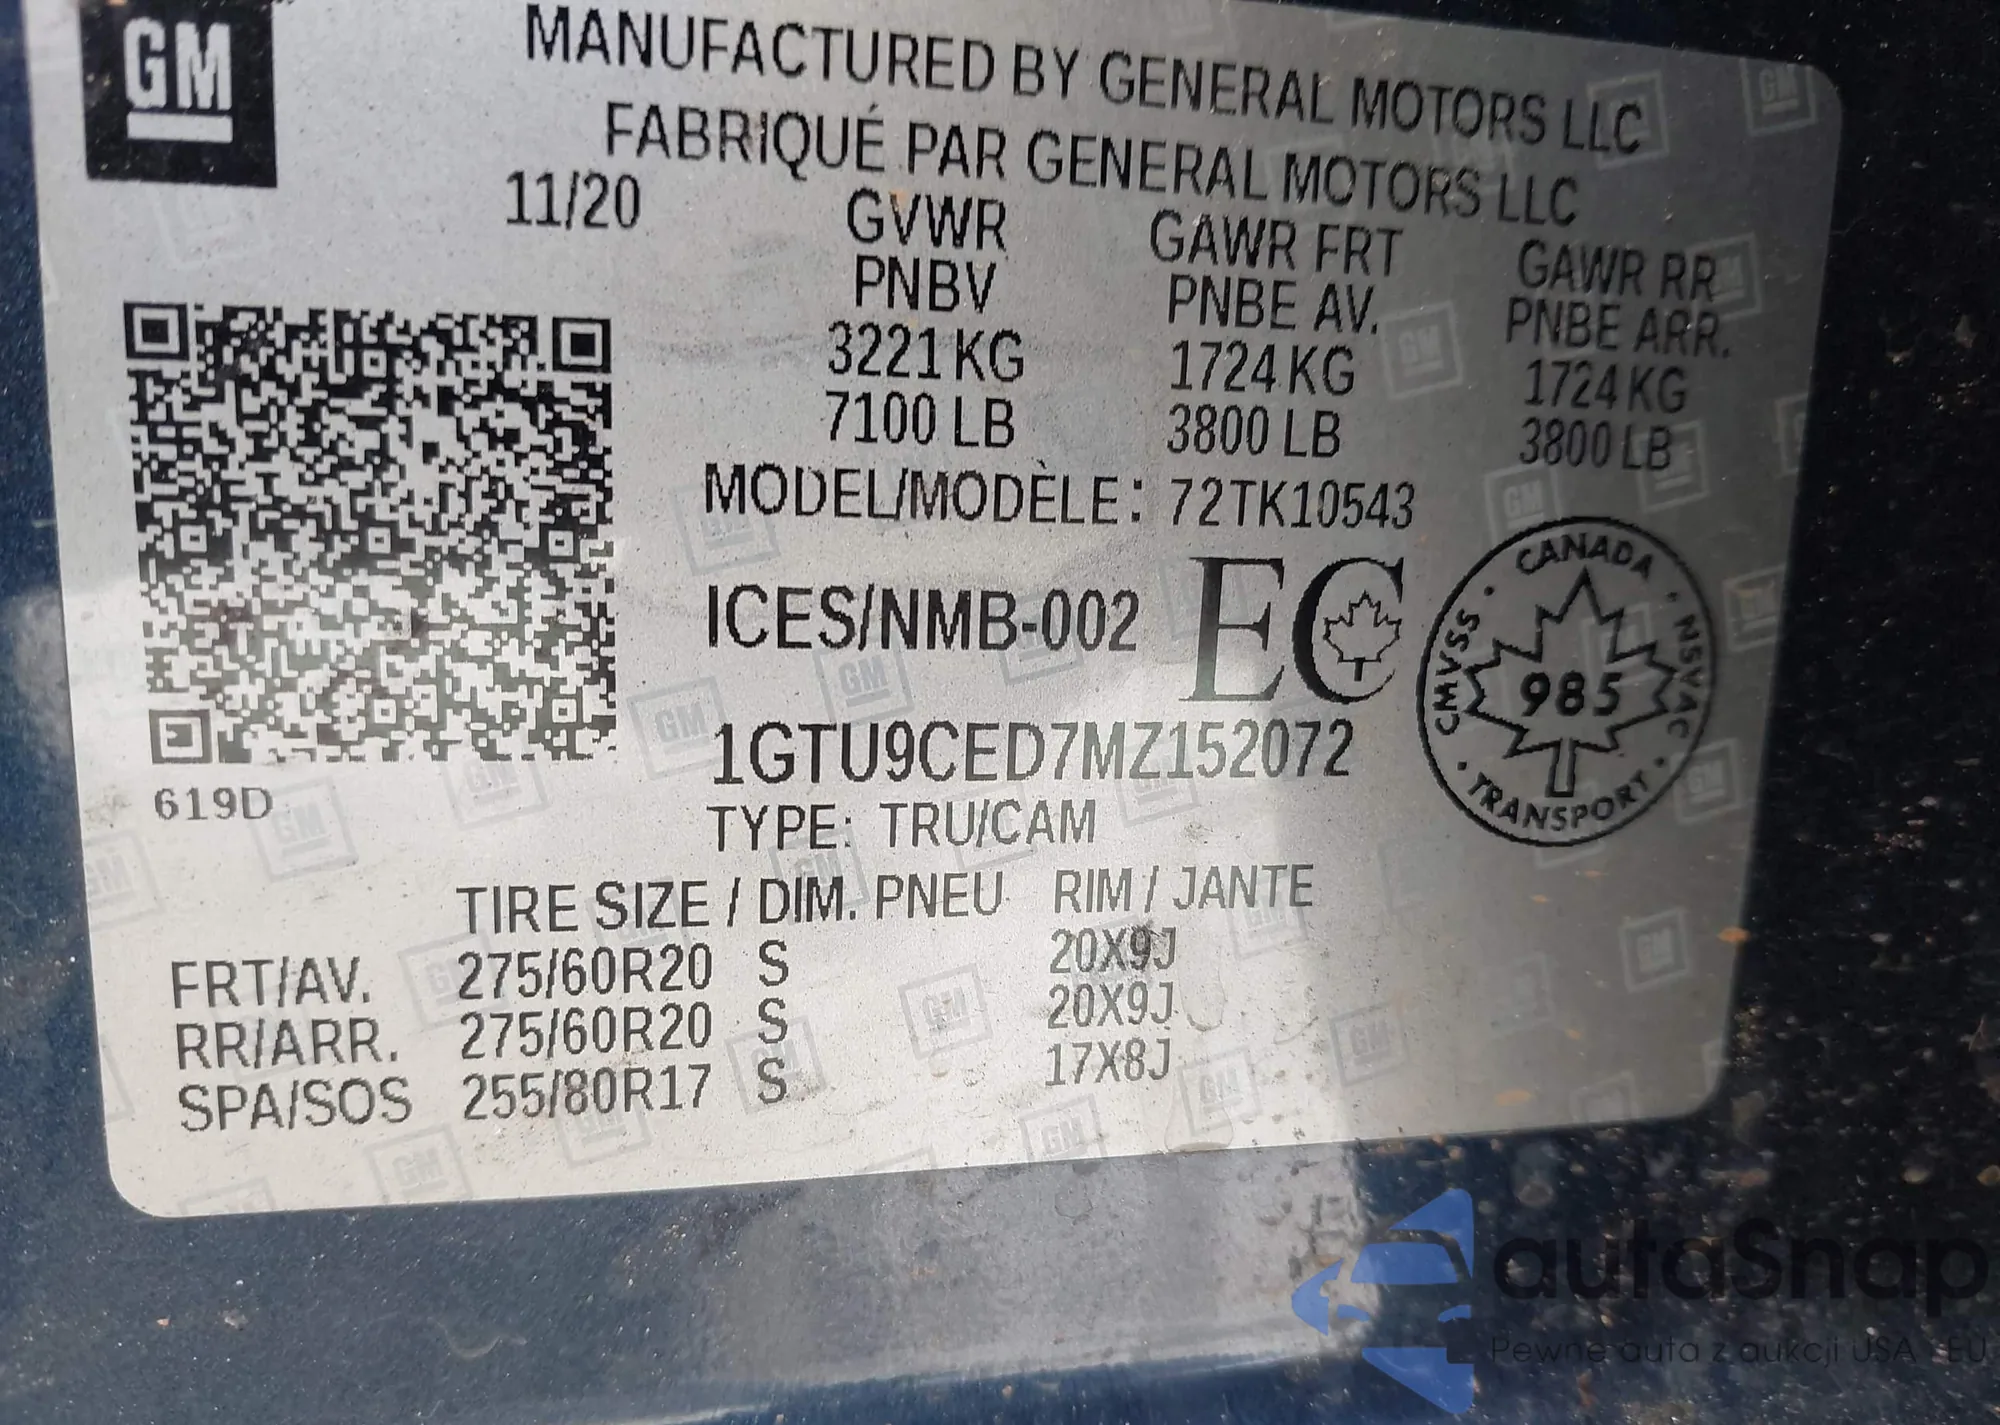 GM
MANUFACTURED BY GENERAL MOTORS LLC
FABRIQUÉ PAR GENERAL MOTORS LLC
11/20
GVWR GAWR FRT GAWR RR
PNBV PNBE AV. PNBE ARR.
3221 KG 1724 KG 1724 KG
7100 LB 3800 LB 3800 LB
MODEL/MODÈLE: 72TK10543
ICES/NMB-002 EC
CANADA
CMVSS · NSVAC
985
TRANSPORT
1GTU9CED7MZ152072
619D
TYPE: TRU/CAM
TIRE SIZE / DIM. PNEU RIM / JANTE
FRT/AV. 275/60R20 S 20X9J
RR/ARR. 275/60R20 S 20X9J
SPA/SOS 255/80R17 S 17X8J
autaSnap
Pewne auta z aukcji USA - EU